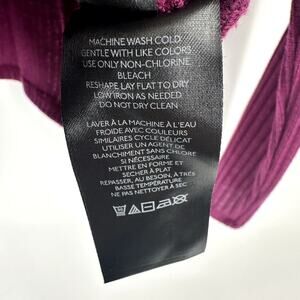 MACHINE WASH COLD
GENTLE WITH LIKE COLORS
USE ONLY NON-CHLORINE
BLEACH
RESHAPE LAY FLAT TO DRY
LOW IRON AS NEEDED
DO NOT DRY CLEAN
LAVER À LA MACHINE À L'EAU
FROIDE AVEC COULEURS
SIMILAIRES CYCLE DÉLICAT
UTILISER UN AGENT DE
BLANCHIMENT SANS CHLORE
SI NÉCESSAIRE
METTRE EN FORME ET
SÉCHER À PLAT
REPASSER, AU BESOIN, À TRÈS
BASSE TEMPÉRATURE
NE PAS NETTOYER À SEC